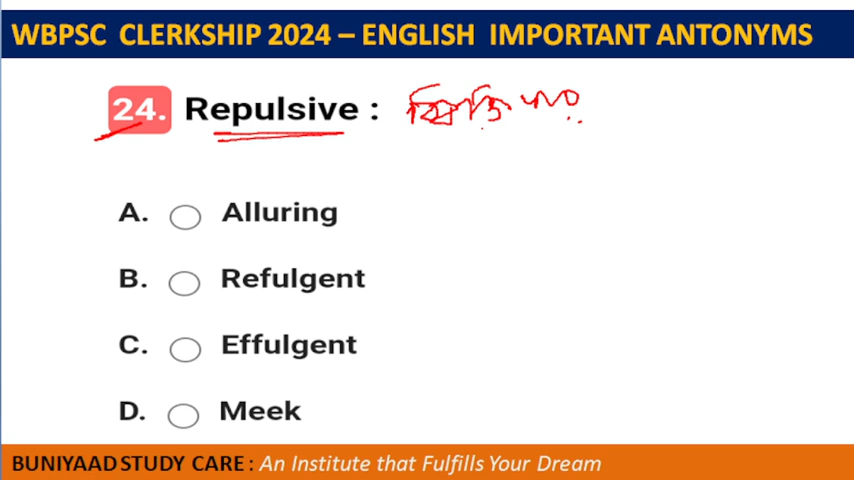 WBPSC CLERKSHIP 2024 – ENGLISH IMPORTANT ANTONYMS
24. Repulsive :
A. Alluring
B. Refulgent
C. Effulgent
D. Meek
BUNIYAAD STUDY CARE : An Institute that Fulfills Your Dream